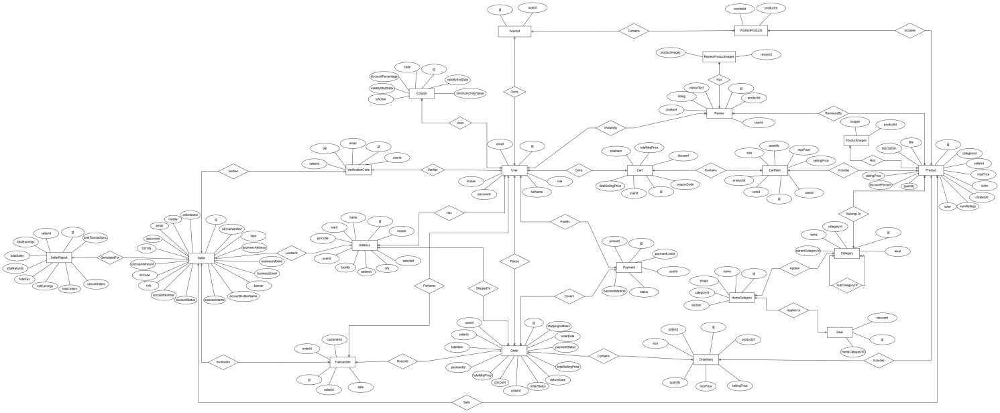 id
userId
wishlistId
productId
Wishlist
Contains
WishlistProducts
Includes
productImages
ReviewProductImages
reviewId
code
id
discountPercentage
validityStartDate
isActive
Coupon
validityEndDate
minimumOrderValue
Owns
Has
reviewText
id
rating
productId
createAt
Review
userId
ReviewedBy
Uses
WrittenBy
images
productId
ProductImages
Has
otp
email
id
sellerId
userId
VerificationCode
Verifies
Verifies
email
id
User
mobile
password
fullName
role
Owns
totalItem
totalMrpPrice
discount
Cart
totalSellingPrice
userId
id
couponCode
Contains
size
quantity
mrpPrice
sellingPrice
CartItem
productId
cartId
id
userId
Includes
description
title
id
categoryId
sellerId
mrpPrice
sizes
createdAt
numRatings
color
quantity
discountPercent
sellingPrice
Product
BelongsTo
Has
PaidBy
name
id
ward
mobile
pinCode
Address
userId
locality
address
city
selected
LocateAt
email
mobile
sellerName
id
isEmailVerified
logo
businessAddress
businessMobile
businessEmail
banner
accountHolderName
businessName
accountStatus
accountNumber
role
ifsCode
pickupAddressId
GSTIN
password
Seller
GeneratedFor
sellerId
id
totalEarnings
totalTransactions
totalSales
SellerReport
totalRefunds
totalTax
netEarnings
totalOrders
cancelOrders
Places
Performs
ShippedTo
Covers
amount
id
paymentLinkId
Payment
userId
paymentMethod
status
name
categoryId
id
parentCategoryId
Category
level
SubCategoryOf
Appear
image
name
id
categoryId
section
HomeCategory
Applies to
Deal
discount
id
homeCategoryId
customerId
orderId
Transaction
id
sellerId
date
InvolvedIn
Records
userId
id
shippingAddress
sellerId
orderDate
totalItem
paymentStatus
Order
paymentId
totalMrpPrice
discount
orderId
orderStatus
deliverDate
totalSellingPrice
Contains
orderId
id
productId
size
OrderItem
quantity
mrpPrice
sellingPrice
Includes
Sells